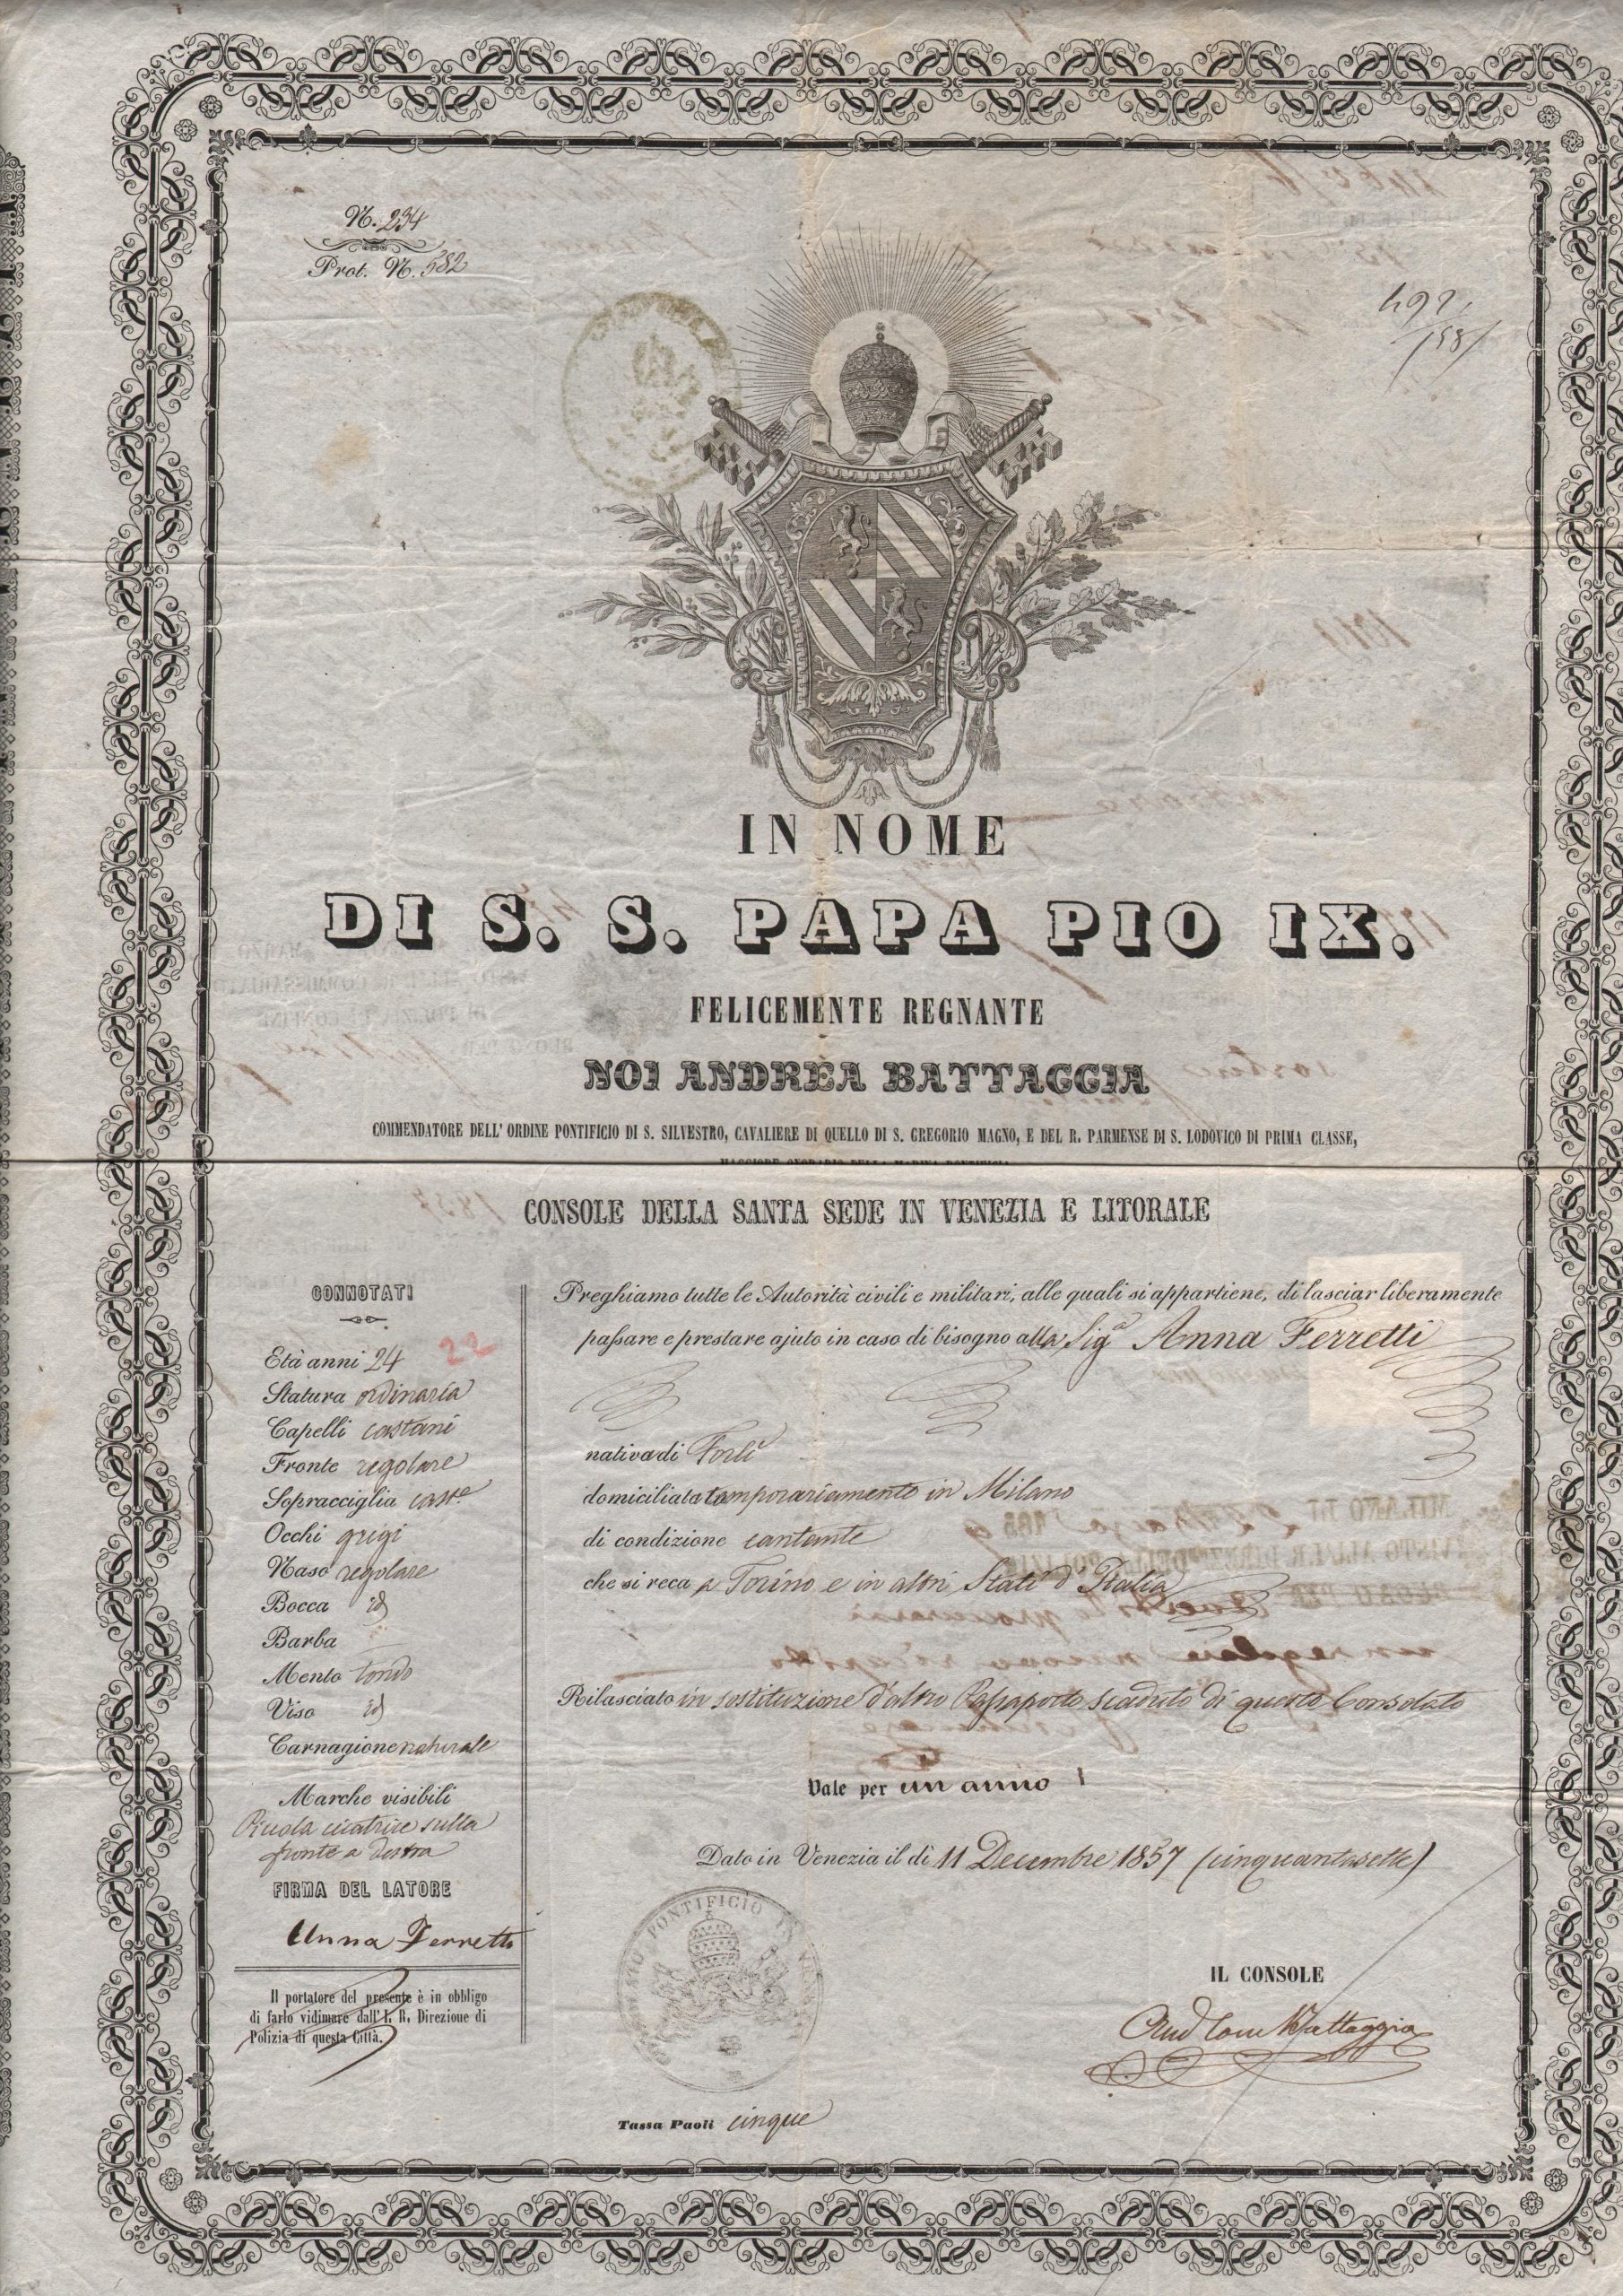 N. 234
Prot. N. 582
IN NOME
DI S. S. PAPA PIO IX.
FELICEMENTE REGNANTE
NOI ANDREA BATTAGGIA
COMMENDATORE DELL' ORDINE PONTIFICIO DI S. SILVESTRO, CAVALIERE DI QUELLO DI S. GREGORIO MAGNO, E DEL R. PARMENSE DI S. LODOVICO DI PRIMA CLASSE,
MAGGIORE ONORARIO DELLA MARINA PONTIFICIA
CONSOLE DELLA SANTA SEDE IN VENEZIA E LITORALE
CONNOTATI
Età anni 24 22
Statura ordinaria
Capelli castani
Fronte regolare
Sopracciglia cast.e
Occhi grigi
Naso regolare
Bocca id
Barba
Mento tondo
Viso id
Carnagione naturale
Marche visibili
Piccola cicatrice sulla
fronte a destra
FIRMA DEL LATORE
Anna Ferretti
Il portatore del presente è in obbligo
di farlo vidimare dall' I. R. Direzione di
Polizia di questa Città.
Preghiamo tutte le Autorità civili e militari, alle quali si appartiene, di lasciar liberamente
passare e prestare ajuto in caso di bisogno alla Sig.a Anna Ferretti
nativa di Forlì
domiciliata temporariamente in Milano
di condizione cantante
che si reca a Torino e in altri Stati d'Italia
Rilasciato in sostituzione d'altro Passaporto scaduto di questo Consolato
Vale per un anno
Dato in Venezia il dì 11 Decembre 1857 (cinquantasette)
PONTIFICIO
IL CONSOLE
Battaggia
Tassa Paoli cinque